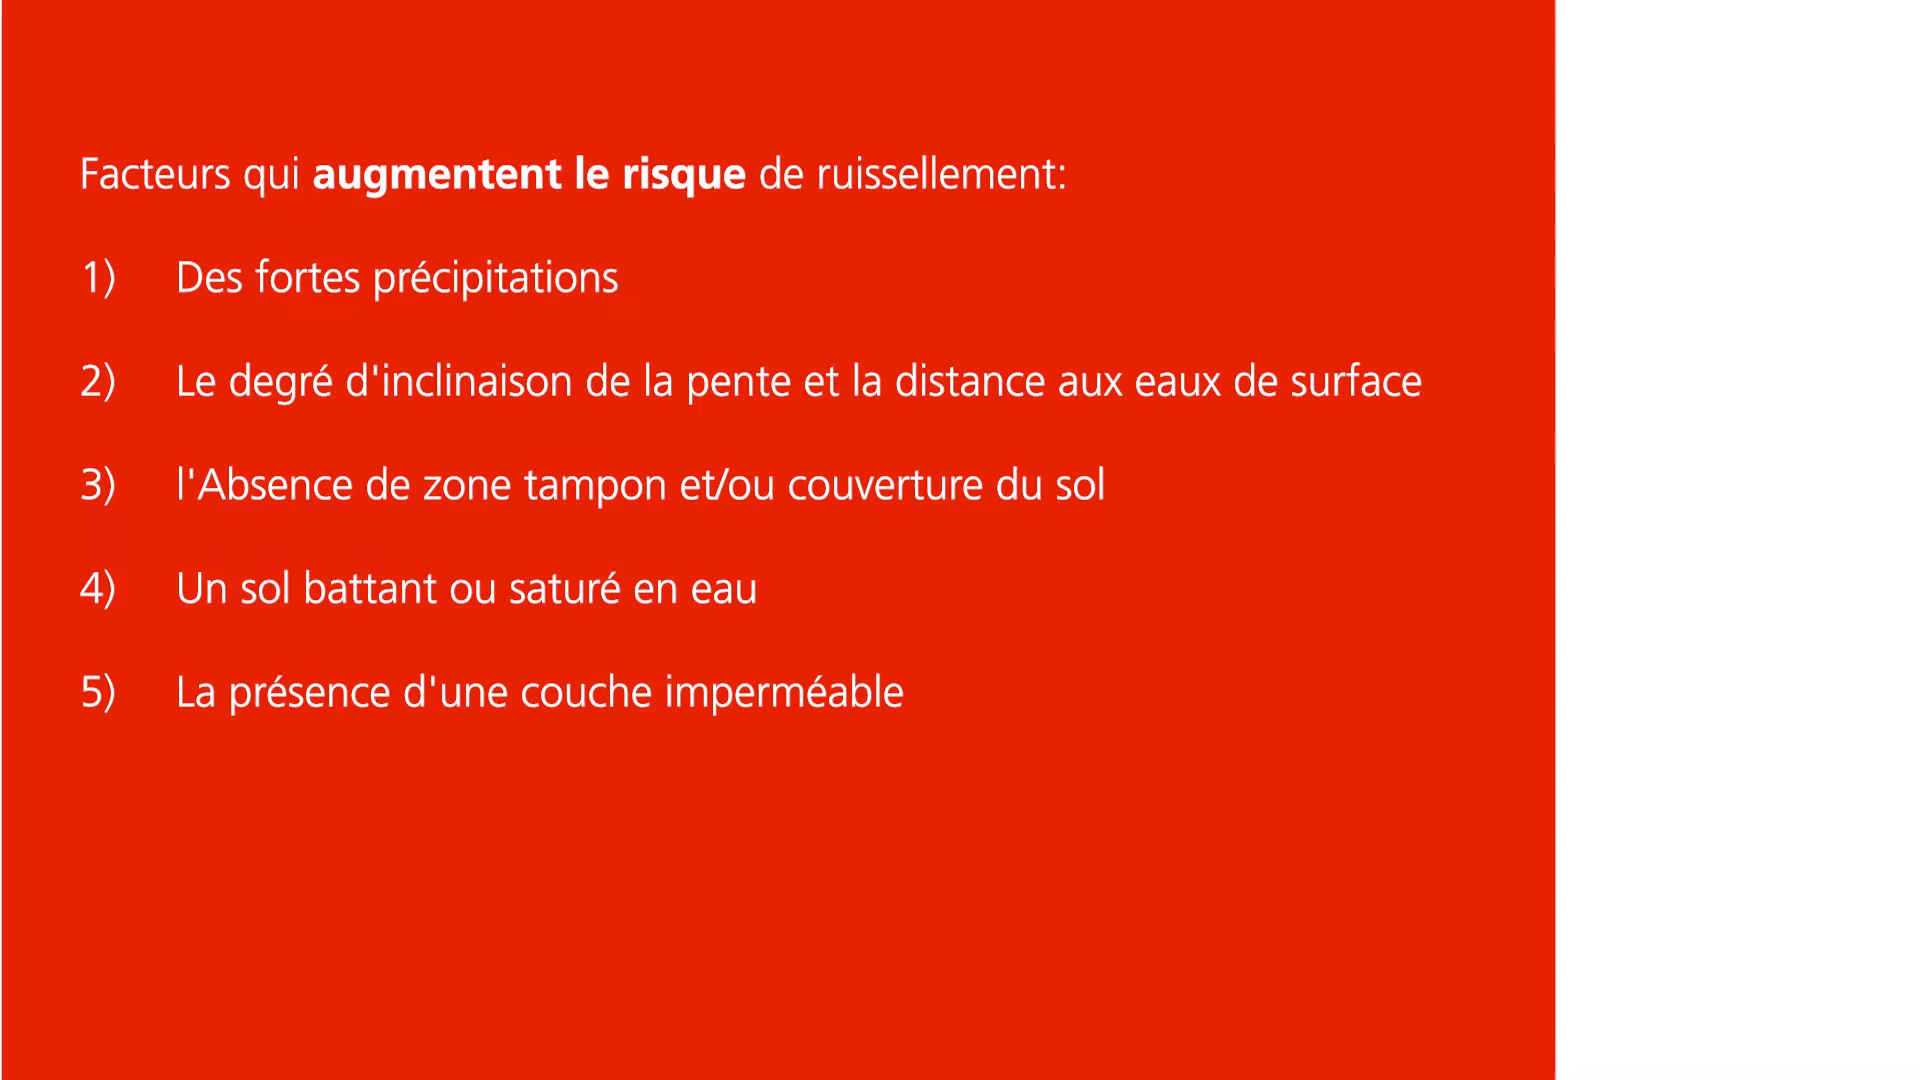 Facteurs qui augmentent le risque de ruissellement:
1) Des fortes précipitations
2) Le degré d'inclinaison de la pente et la distance aux eaux de surface
3) l'Absence de zone tampon et/ou couverture du sol
4) Un sol battant ou saturé en eau
5) La présence d'une couche imperméable